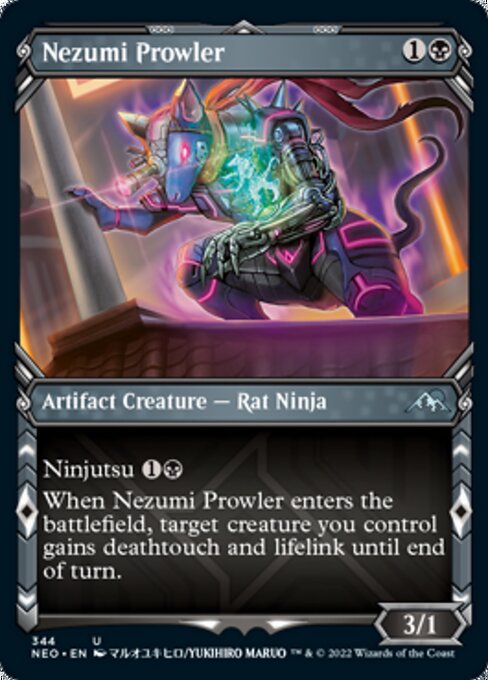 Nezumi Prowler 1
Artifact Creature — Rat Ninja
Ninjutsu 1
When Nezumi Prowler enters the
battlefield, target creature you control
gains deathtouch and lifelink until end
of turn.
3/1
344 U
NEO • EN マルオユキヒロ/YUKIHIRO MARUO ™ & © 2022 Wizards of the Coast